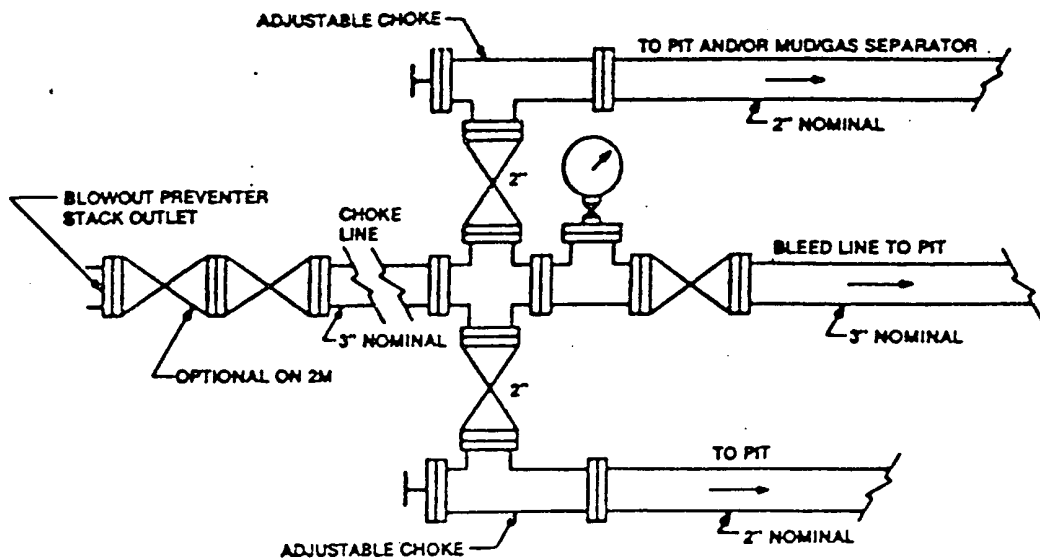 ADJUSTABLE CHOKE
TO PIT AND/OR MUD/GAS SEPARATOR
2" NOMINAL
2"
BLOWOUT PREVENTER
STACK OUTLET
CHOKE
LINE
BLEED LINE TO PIT
3" NOMINAL
3" NOMINAL
OPTIONAL ON 2M
2"
TO PIT
2" NOMINAL
ADJUSTABLE CHOKE